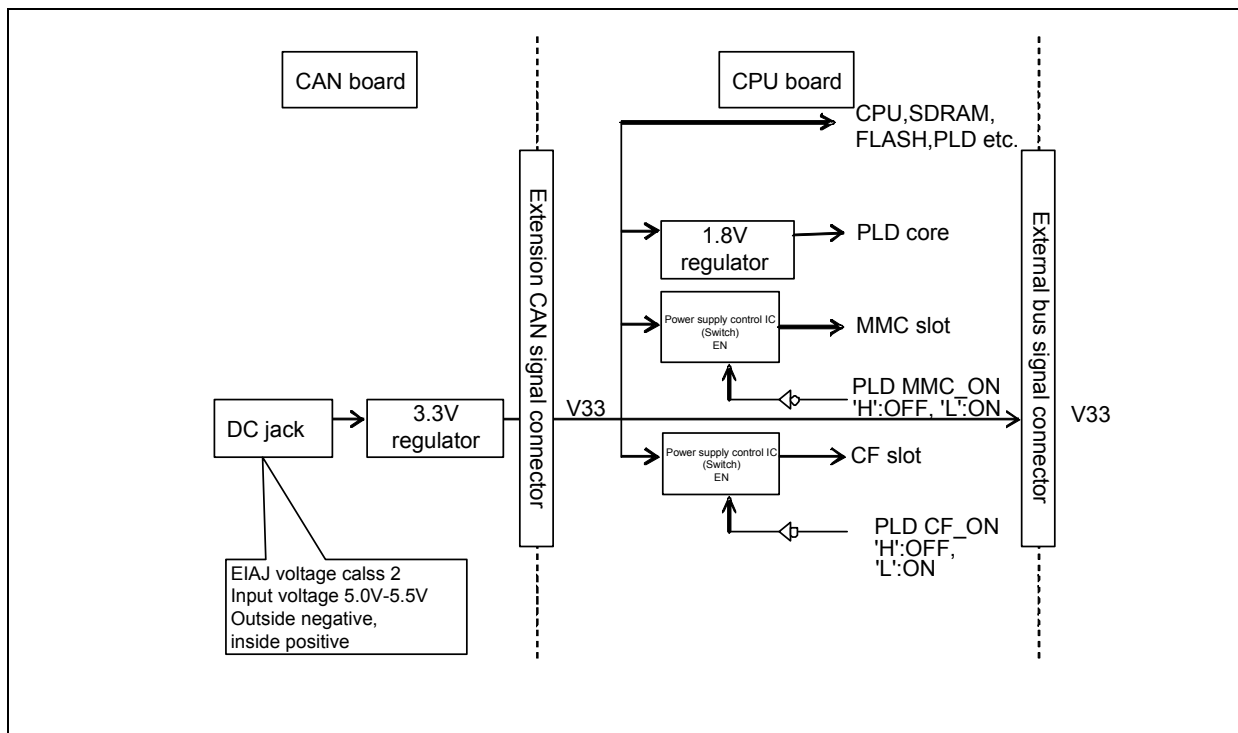 CAN board
CPU board
CPU,SDRAM,
FLASH,PLD etc.
Extension CAN signal connector
External bus signal connector
1.8V
regulator
PLD core
Power supply control IC
(Switch)
EN
MMC slot
PLD MMC_ON
'H':OFF, 'L':ON
DC jack
3.3V
regulator
V33
V33
Power supply control IC
(Switch)
EN
CF slot
PLD CF_ON
'H':OFF,
'L':ON
EIAJ voltage calss 2
Input voltage 5.0V-5.5V
Outside negative,
inside positive